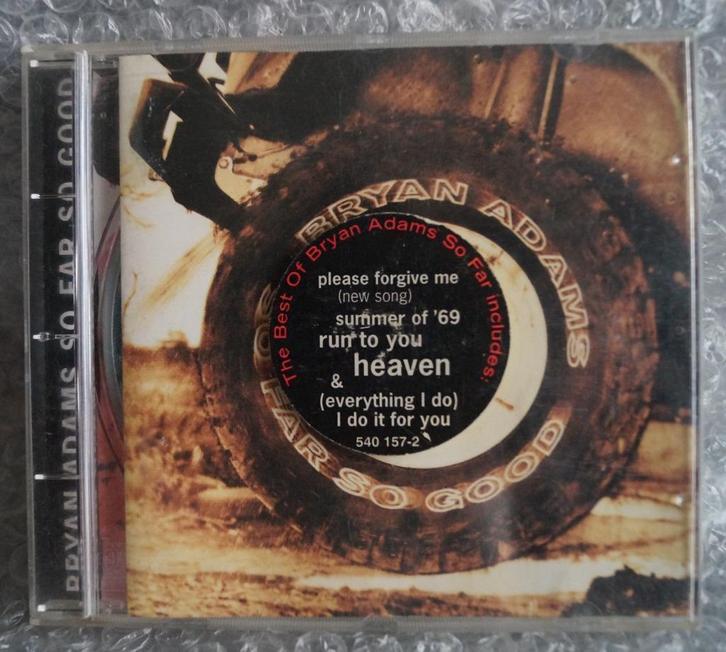 BRYAN ADAMS SO FAR SO GOOD
BRYAN ADAMS
SO FAR SO GOOD
The Best Of Bryan Adams So Far includes:
please forgive me
(new song)
summer of '69
run to you
heaven
&
(everything I do)
I do it for you
540 157-2